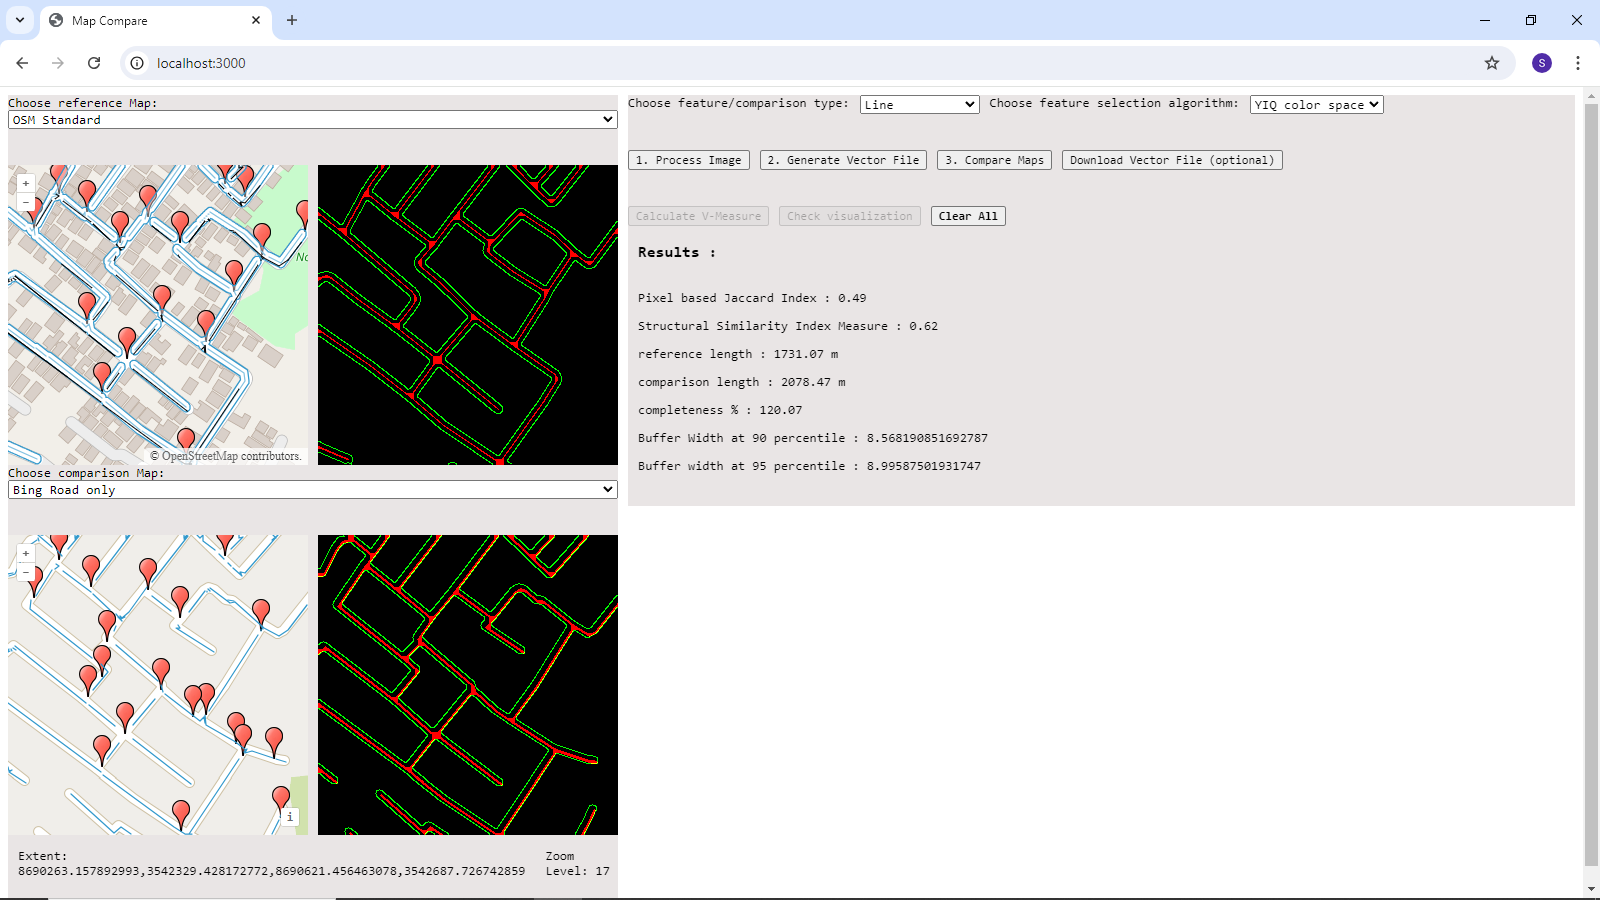 Map Compare
localhost:3000
S
Choose reference Map:
OSM Standard
+
−
No
© OpenStreetMap contributors.
Choose comparison Map:
Bing Road only
+
−
i
Extent:
8690263.157892993,3542329.428172772,8690621.456463078,3542687.726742859
Zoom
Level: 17
Choose feature/comparison type:
Line
Choose feature selection algorithm:
YIQ color space
1. Process Image
2. Generate Vector File
3. Compare Maps
Download Vector File (optional)
Calculate V-Measure
Check visualization
Clear All
Results :
Pixel based Jaccard Index : 0.49
Structural Similarity Index Measure : 0.62
reference length : 1731.07 m
comparison length : 2078.47 m
completeness % : 120.07
Buffer Width at 90 percentile : 8.568190851692787
Buffer width at 95 percentile : 8.99587501931747